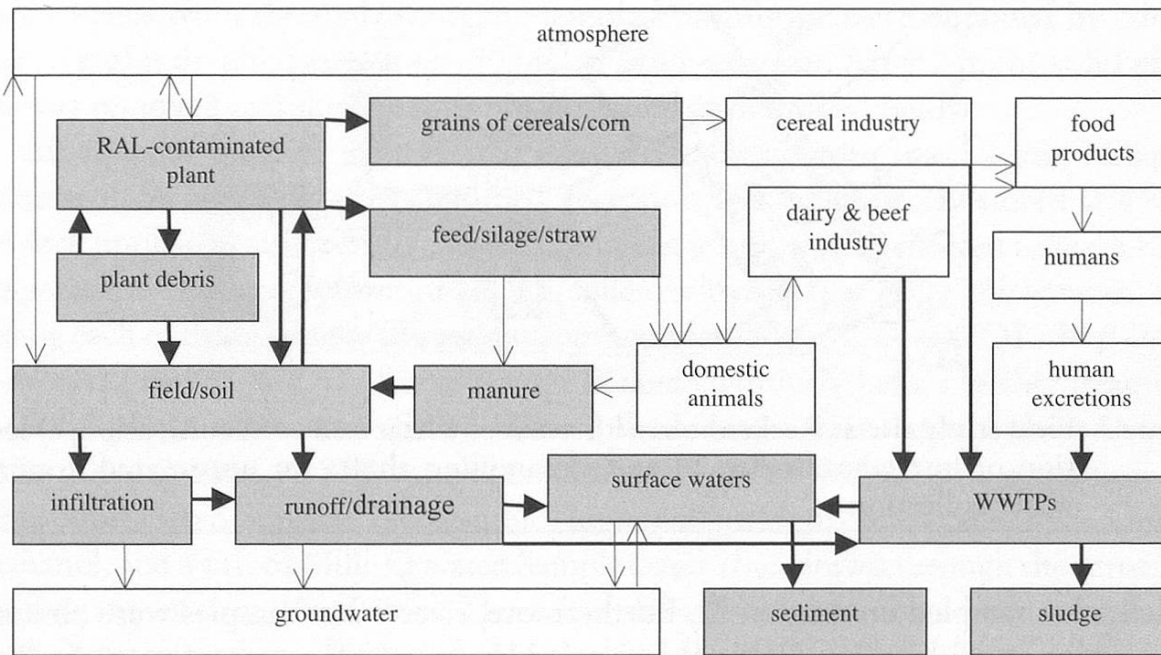 atmosphere
RAL-contaminated
plant
grains of cereals/corn
cereal industry
food
products
feed/silage/straw
dairy & beef
industry
plant debris
humans
field/soil
manure
domestic
animals
human
excretions
infiltration
runoff/drainage
surface waters
WWTPs
groundwater
sediment
sludge